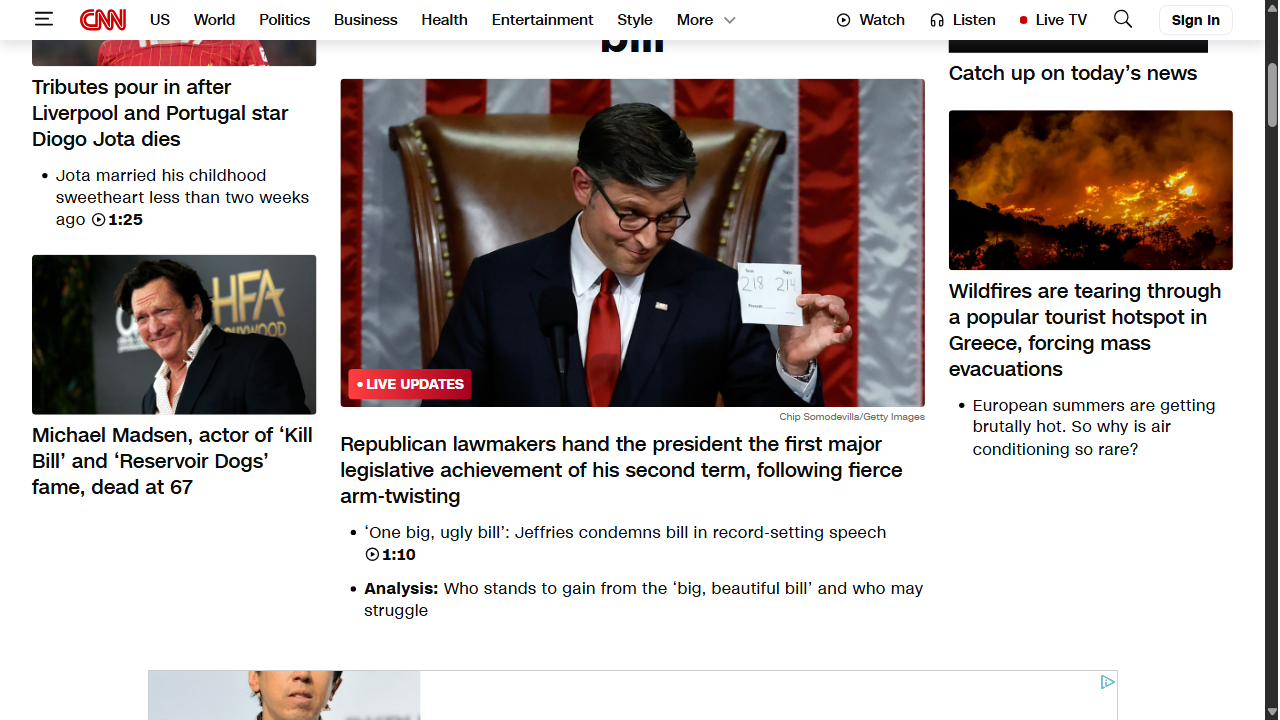 CNN US World Politics Business Health Entertainment Style More Watch Listen Live TV Sign In
Tributes pour in after
Liverpool and Portugal star
Diogo Jota dies
• Jota married his childhood
sweetheart less than two weeks
ago 1:25
HFA
HOLLYWOOD
Michael Madsen, actor of ‘Kill
Bill’ and ‘Reservoir Dogs’
fame, dead at 67
bill
218 214
• LIVE UPDATES
Chip Somodevilla/Getty Images
Republican lawmakers hand the president the first major
legislative achievement of his second term, following fierce
arm-twisting
• ‘One big, ugly bill’: Jeffries condemns bill in record-setting speech
1:10
• Analysis: Who stands to gain from the ‘big, beautiful bill’ and who may
struggle
Catch up on today’s news
Wildfires are tearing through
a popular tourist hotspot in
Greece, forcing mass
evacuations
• European summers are getting
brutally hot. So why is air
conditioning so rare?